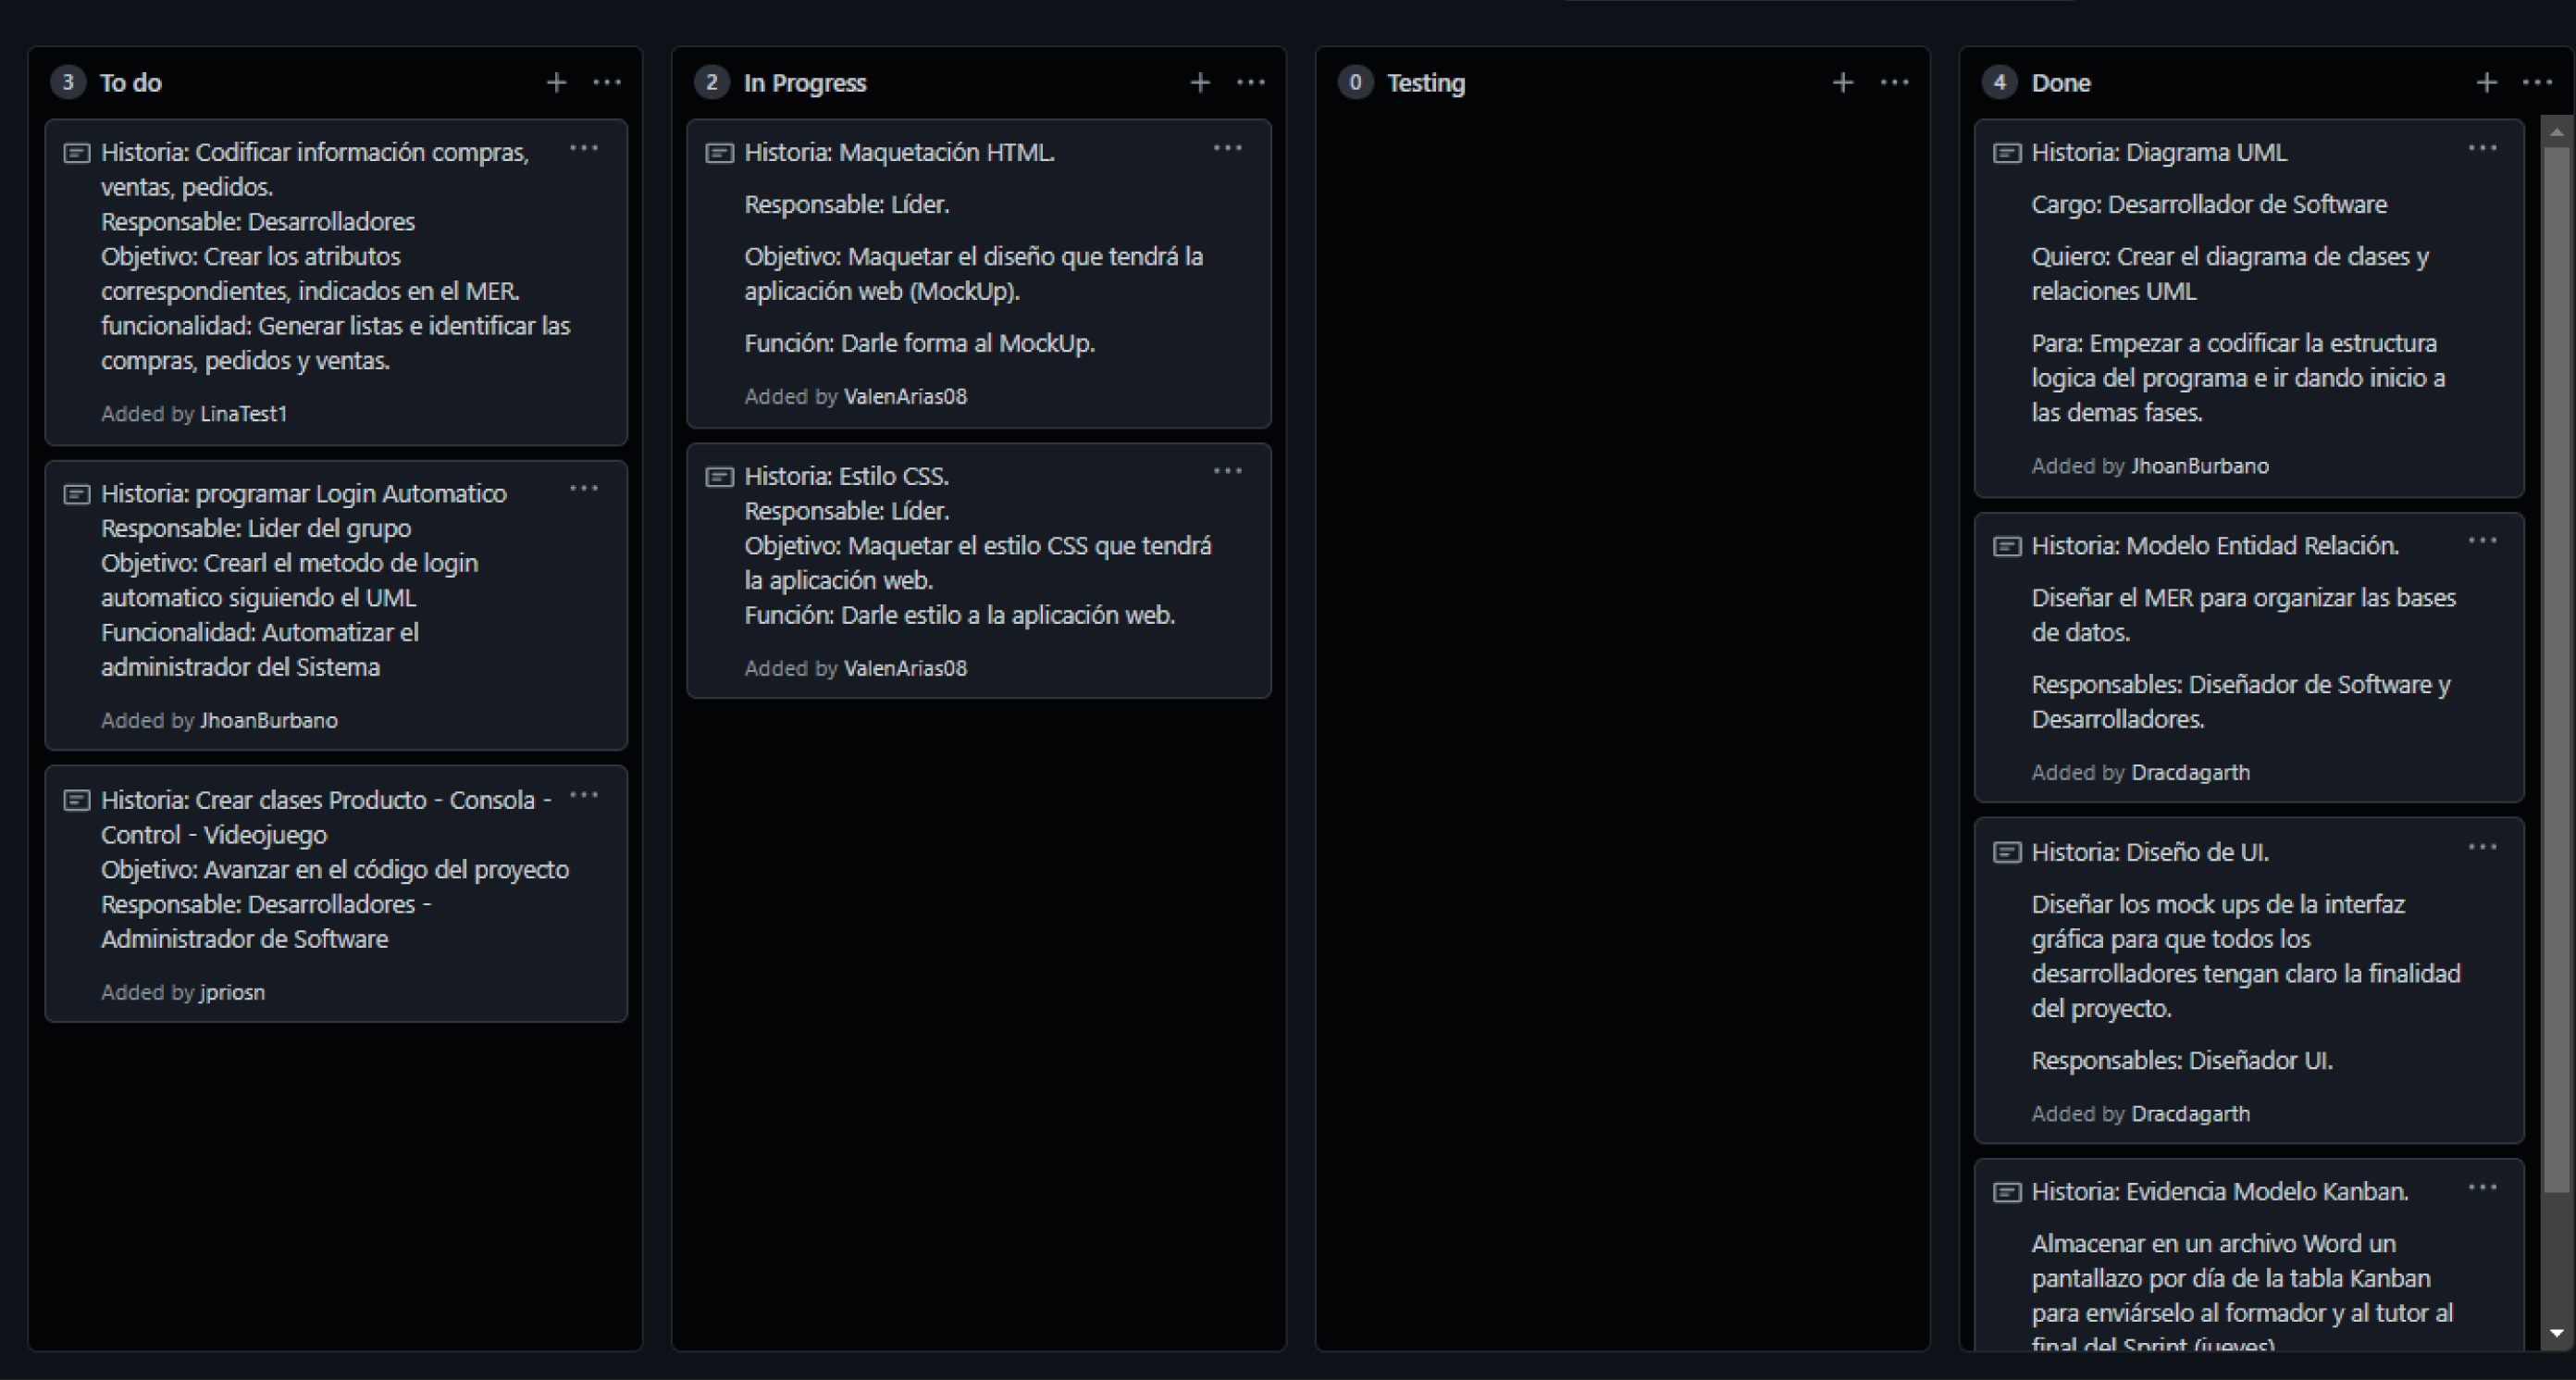 3 To do
Historia: Codificar información compras,
ventas, pedidos.
Responsable: Desarrolladores
Objetivo: Crear los atributos
correspondientes, indicados en el MER.
funcionalidad: Generar listas e identificar las
compras, pedidos y ventas.
Added by LinaTest1
Historia: programar Login Automatico
Responsable: Lider del grupo
Objetivo: Crearl el metodo de login
automatico siguiendo el UML
Funcionalidad: Automatizar el
administrador del Sistema
Added by JhoanBurbano
Historia: Crear clases Producto - Consola -
Control - Videojuego
Objetivo: Avanzar en el código del proyecto
Responsable: Desarrolladores -
Administrador de Software
Added by jpriosn
2 In Progress
Historia: Maquetación HTML.
Responsable: Líder.
Objetivo: Maquetar el diseño que tendrá la
aplicación web (MockUp).
Función: Darle forma al MockUp.
Added by ValenArias08
Historia: Estilo CSS.
Responsable: Líder.
Objetivo: Maquetar el estilo CSS que tendrá
la aplicación web.
Función: Darle estilo a la aplicación web.
Added by ValenArias08
0 Testing
4 Done
Historia: Diagrama UML
Cargo: Desarrollador de Software
Quiero: Crear el diagrama de clases y
relaciones UML
Para: Empezar a codificar la estructura
logica del programa e ir dando inicio a
las demas fases.
Added by JhoanBurbano
Historia: Modelo Entidad Relación.
Diseñar el MER para organizar las bases
de datos.
Responsables: Diseñador de Software y
Desarrolladores.
Added by Dracdagarth
Historia: Diseño de UI.
Diseñar los mock ups de la interfaz
gráfica para que todos los
desarrolladores tengan claro la finalidad
del proyecto.
Responsables: Diseñador UI.
Added by Dracdagarth
Historia: Evidencia Modelo Kanban.
Almacenar en un archivo Word un
pantallazo por día de la tabla Kanban
para enviárselo al formador y al tutor al
final del Sprint (jueves)